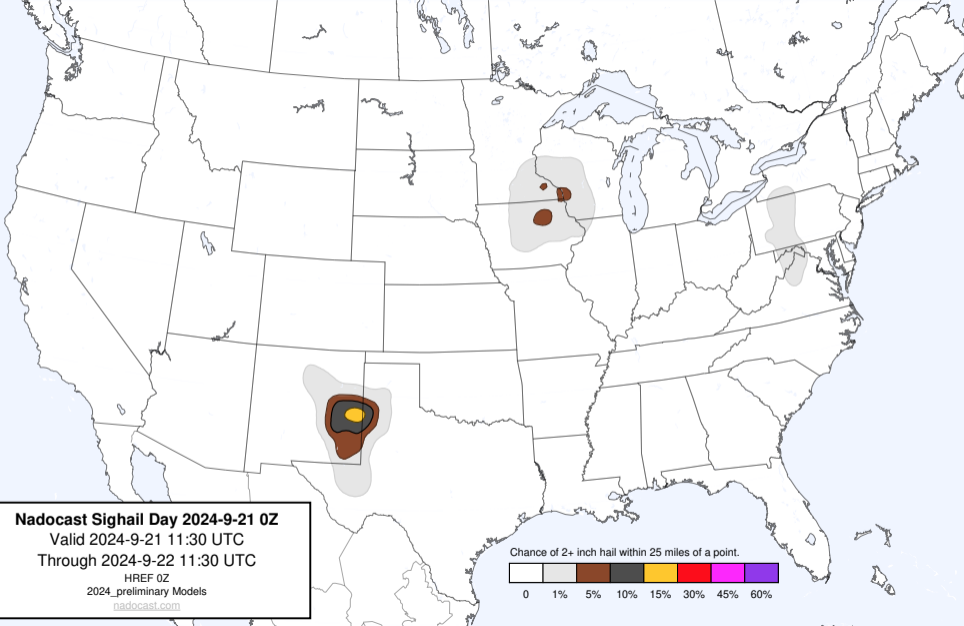 Nadocast Sighail Day 2024-9-21 0Z
Valid 2024-9-21 11:30 UTC
Through 2024-9-22 11:30 UTC
HREF 0Z
2024_preliminary Models
nadocast.com
Chance of 2+ inch hail within 25 miles of a point.
0 1% 5% 10% 15% 30% 45% 60%